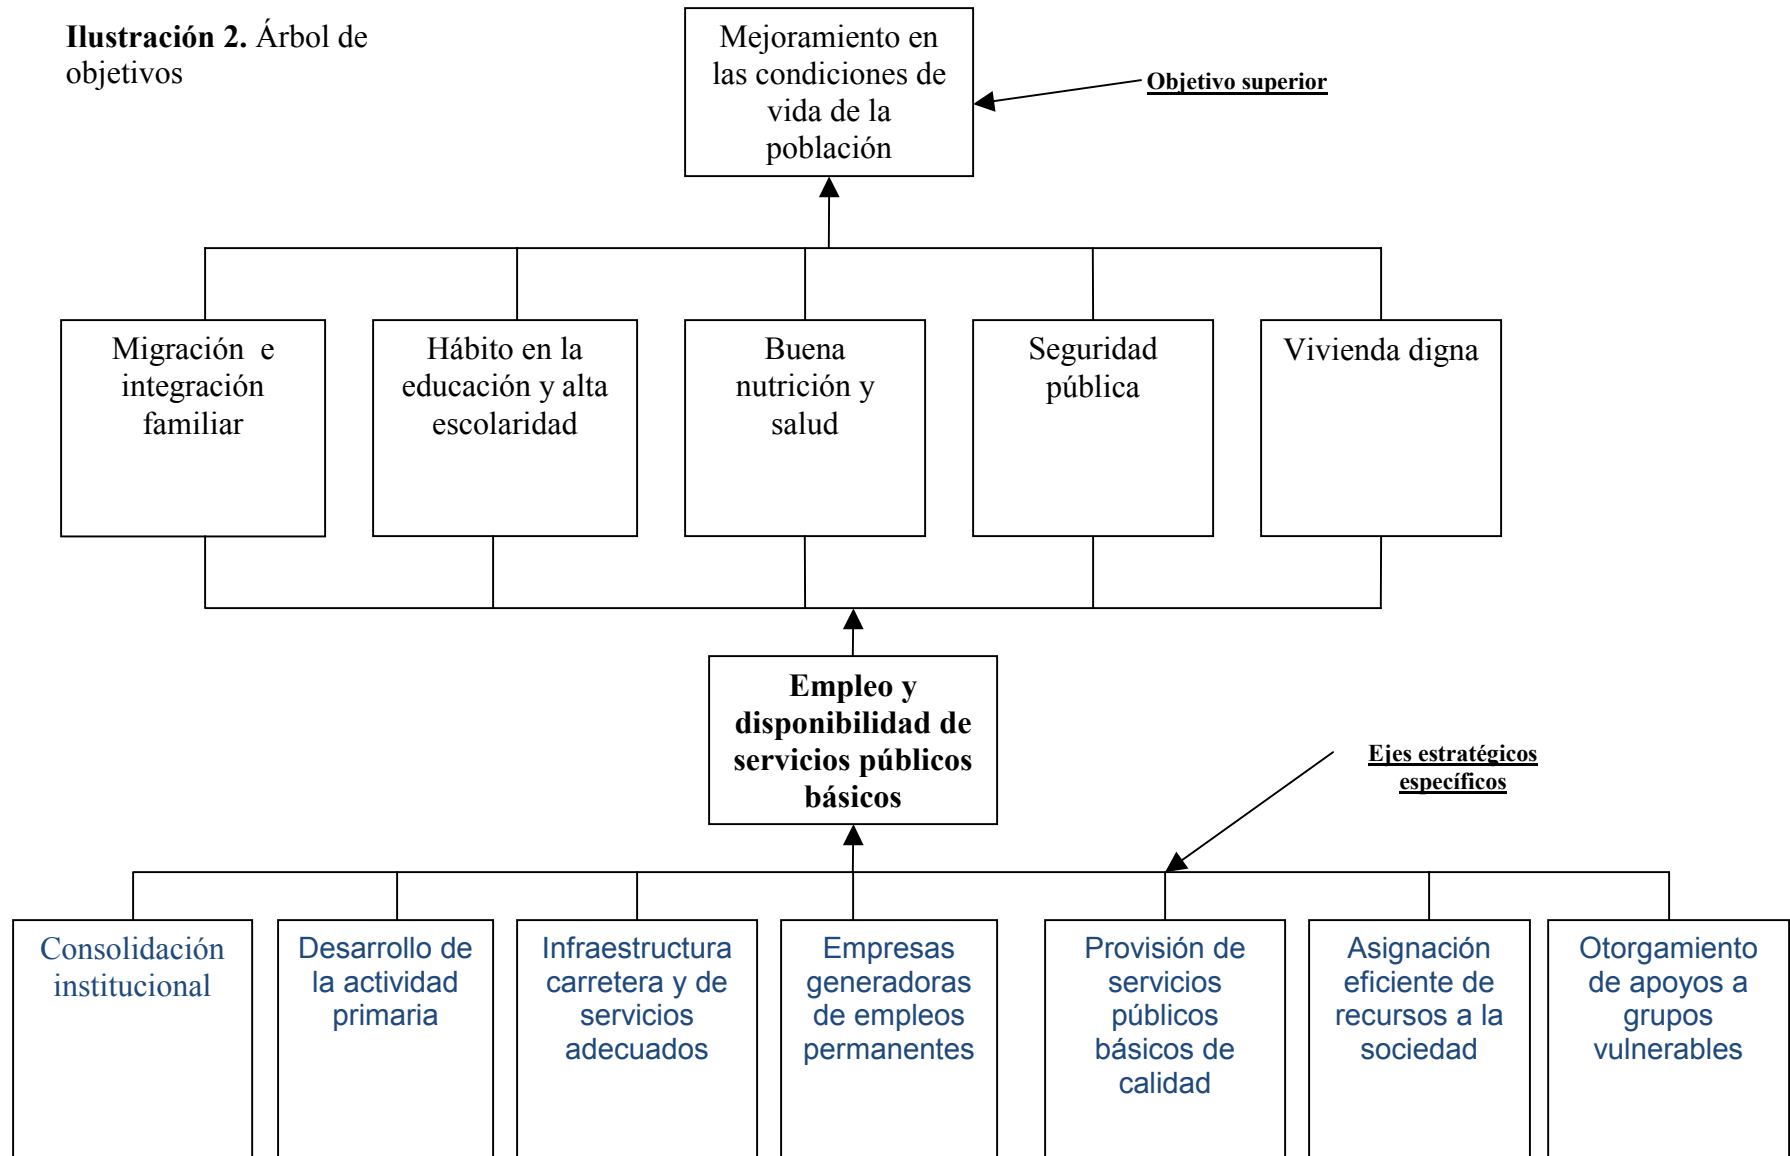 Ilustración 2. Árbol de
objetivos
Mejoramiento en
las condiciones de
vida de la
población
Objetivo superior
Migración e
integración
familiar
Hábito en la
educación y alta
escolaridad
Buena
nutrición y
salud
Seguridad
pública
Vivienda digna
Empleo y
disponibilidad de
servicios públicos
básicos
Ejes estratégicos
específicos
Consolidación
institucional
Desarrollo de
la actividad
primaria
Infraestructura
carretera y de
servicios
adecuados
Empresas
generadoras
de empleos
permanentes
Provisión de
servicios
públicos
básicos de
calidad
Asignación
eficiente de
recursos a la
sociedad
Otorgamiento
de apoyos a
grupos
vulnerables